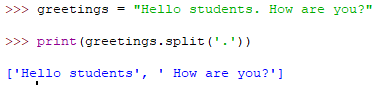 >>> greetings = "Hello students. How are you?"
>>> print(greetings.split('.'))
['Hello students', ' How are you?']